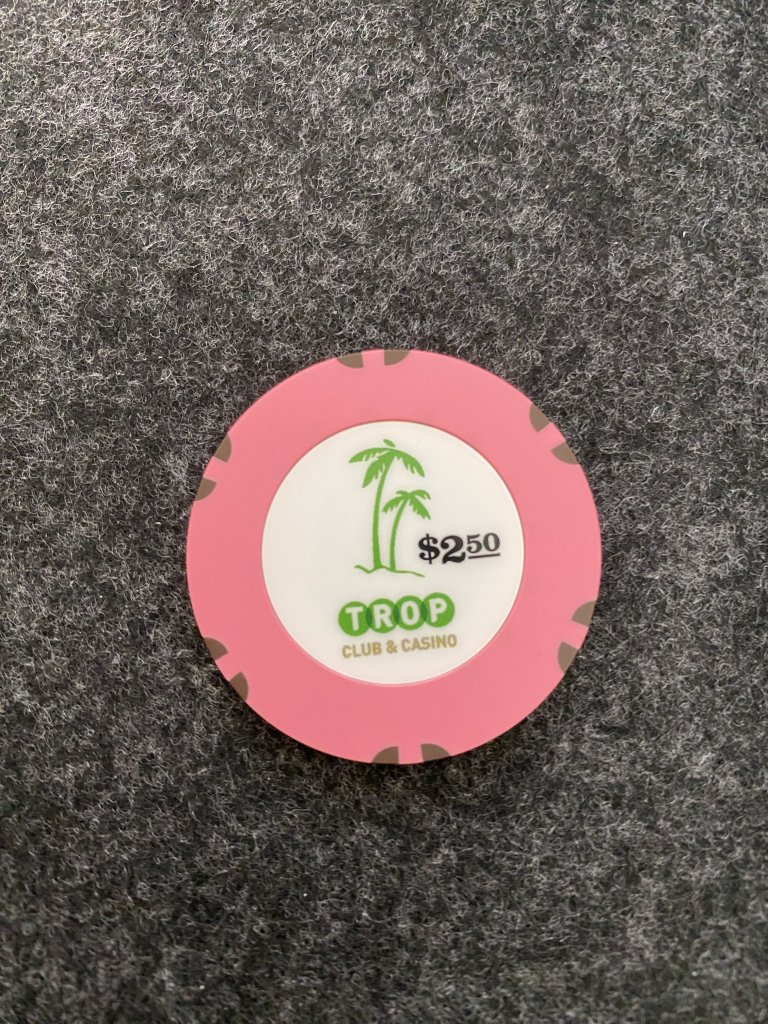 $2.50
TROP
CLUB & CASINO